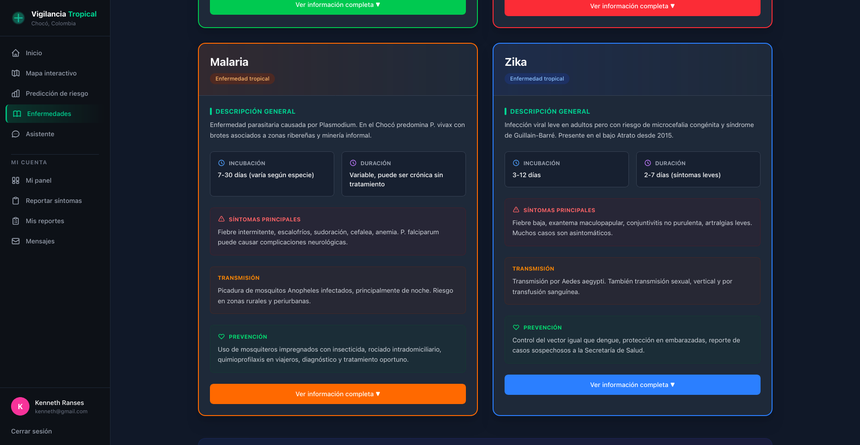 Vigilancia Tropical
Chocó, Colombia
Inicio
Mapa interactivo
Predicción de riesgo
Enfermedades
Asistente
MI CUENTA
Mi panel
Reportar síntomas
Mis reportes
Mensajes
K
Kenneth Ranses
kenneth@gmail.com
Cerrar sesión
Ver información completa ▼
Ver información completa ▼
Malaria
Enfermedad tropical
DESCRIPCIÓN GENERAL
Enfermedad parasitaria causada por Plasmodium. En el Chocó predomina P. vivax con
brotes asociados a zonas ribereñas y minería informal.
INCUBACIÓN
7-30 días (varía según especie)
DURACIÓN
Variable, puede ser crónica sin
tratamiento
SÍNTOMAS PRINCIPALES
Fiebre intermitente, escalofríos, sudoración, cefalea, anemia. P. falciparum
puede causar complicaciones neurológicas.
TRANSMISIÓN
Picadura de mosquitos Anopheles infectados, principalmente de noche. Riesgo
en zonas rurales y periurbanas.
PREVENCIÓN
Uso de mosquiteros impregnados con insecticida, rociado intradomiciliario,
quimioprofilaxis en viajeros, diagnóstico y tratamiento oportuno.
Ver información completa ▼
Zika
Enfermedad tropical
DESCRIPCIÓN GENERAL
Infección viral leve en adultos pero con riesgo de microcefalia congénita y síndrome
de Guillain-Barré. Presente en el bajo Atrato desde 2015.
INCUBACIÓN
3-12 días
DURACIÓN
2-7 días (síntomas leves)
SÍNTOMAS PRINCIPALES
Fiebre baja, exantema maculopapular, conjuntivitis no purulenta, artralgias leves.
Muchos casos son asintomáticos.
TRANSMISIÓN
Transmisión por Aedes aegypti. También transmisión sexual, vertical y por
transfusión sanguínea.
PREVENCIÓN
Control del vector igual que dengue, protección en embarazadas, reporte de
casos sospechosos a la Secretaría de Salud.
Ver información completa ▼